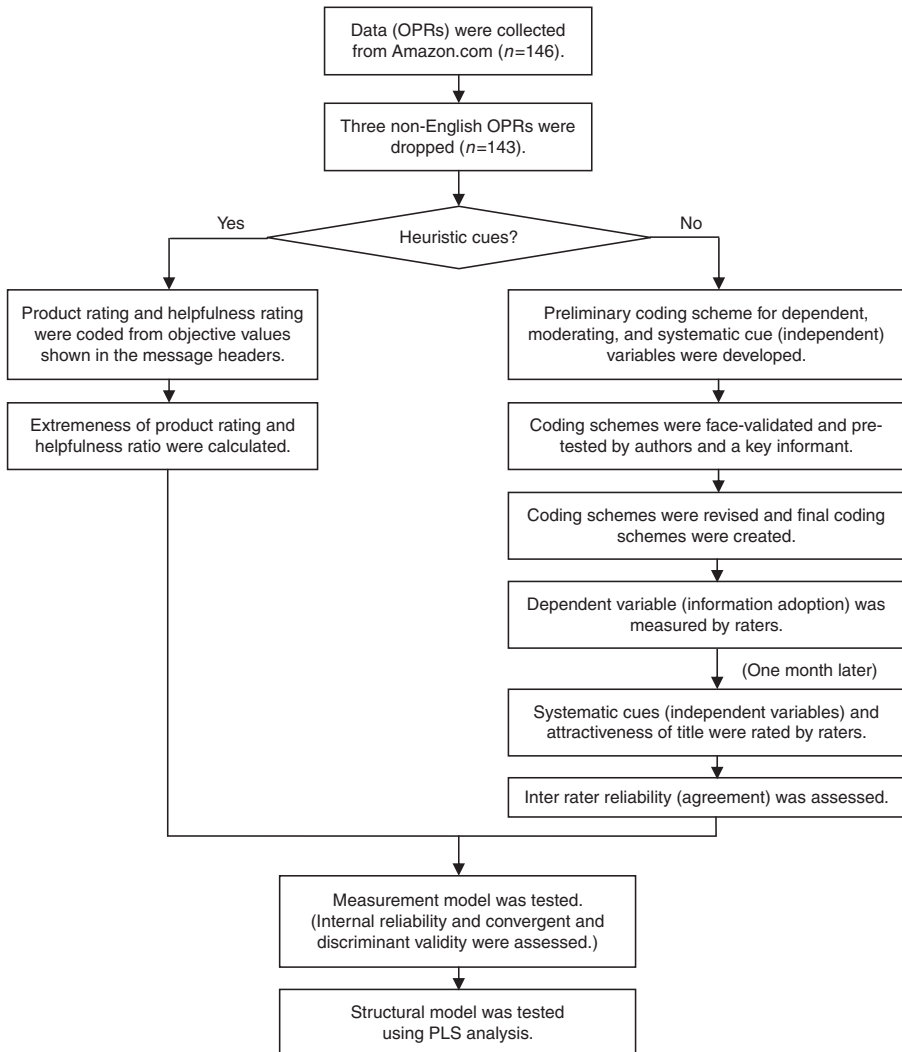 Data (OPRs) were collected
from Amazon.com (n=146).
Three non-English OPRs were
dropped (n=143).
Yes
Heuristic cues?
No
Product rating and helpfulness rating
were coded from objective values
shown in the message headers.
Extremeness of product rating and
helpfulness ratio were calculated.
Preliminary coding scheme for dependent,
moderating, and systematic cue (independent)
variables were developed.
Coding schemes were face-validated and pre-
tested by authors and a key informant.
Coding schemes were revised and final coding
schemes were created.
Dependent variable (information adoption) was
measured by raters.
(One month later)
Systematic cues (independent variables) and
attractiveness of title were rated by raters.
Inter rater reliability (agreement) was assessed.
Measurement model was tested.
(Internal reliability and convergent and
discriminant validity were assessed.)
Structural model was tested
using PLS analysis.